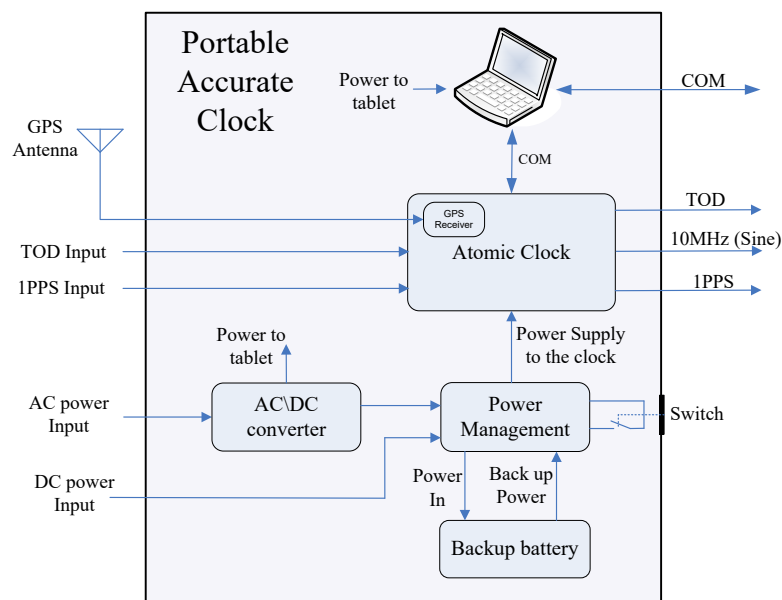 Portable
Accurate
Clock
Power to
tablet
COM
GPS
Antenna
COM
GPS
Receiver
TOD
TOD Input
Atomic Clock
10MHz (Sine)
1PPS Input
1PPS
Power to
tablet
Power Supply
to the clock
AC power
Input
AC\DC
converter
Power
Management
Switch
DC power
Input
Power
In
Back up
Power
Backup battery